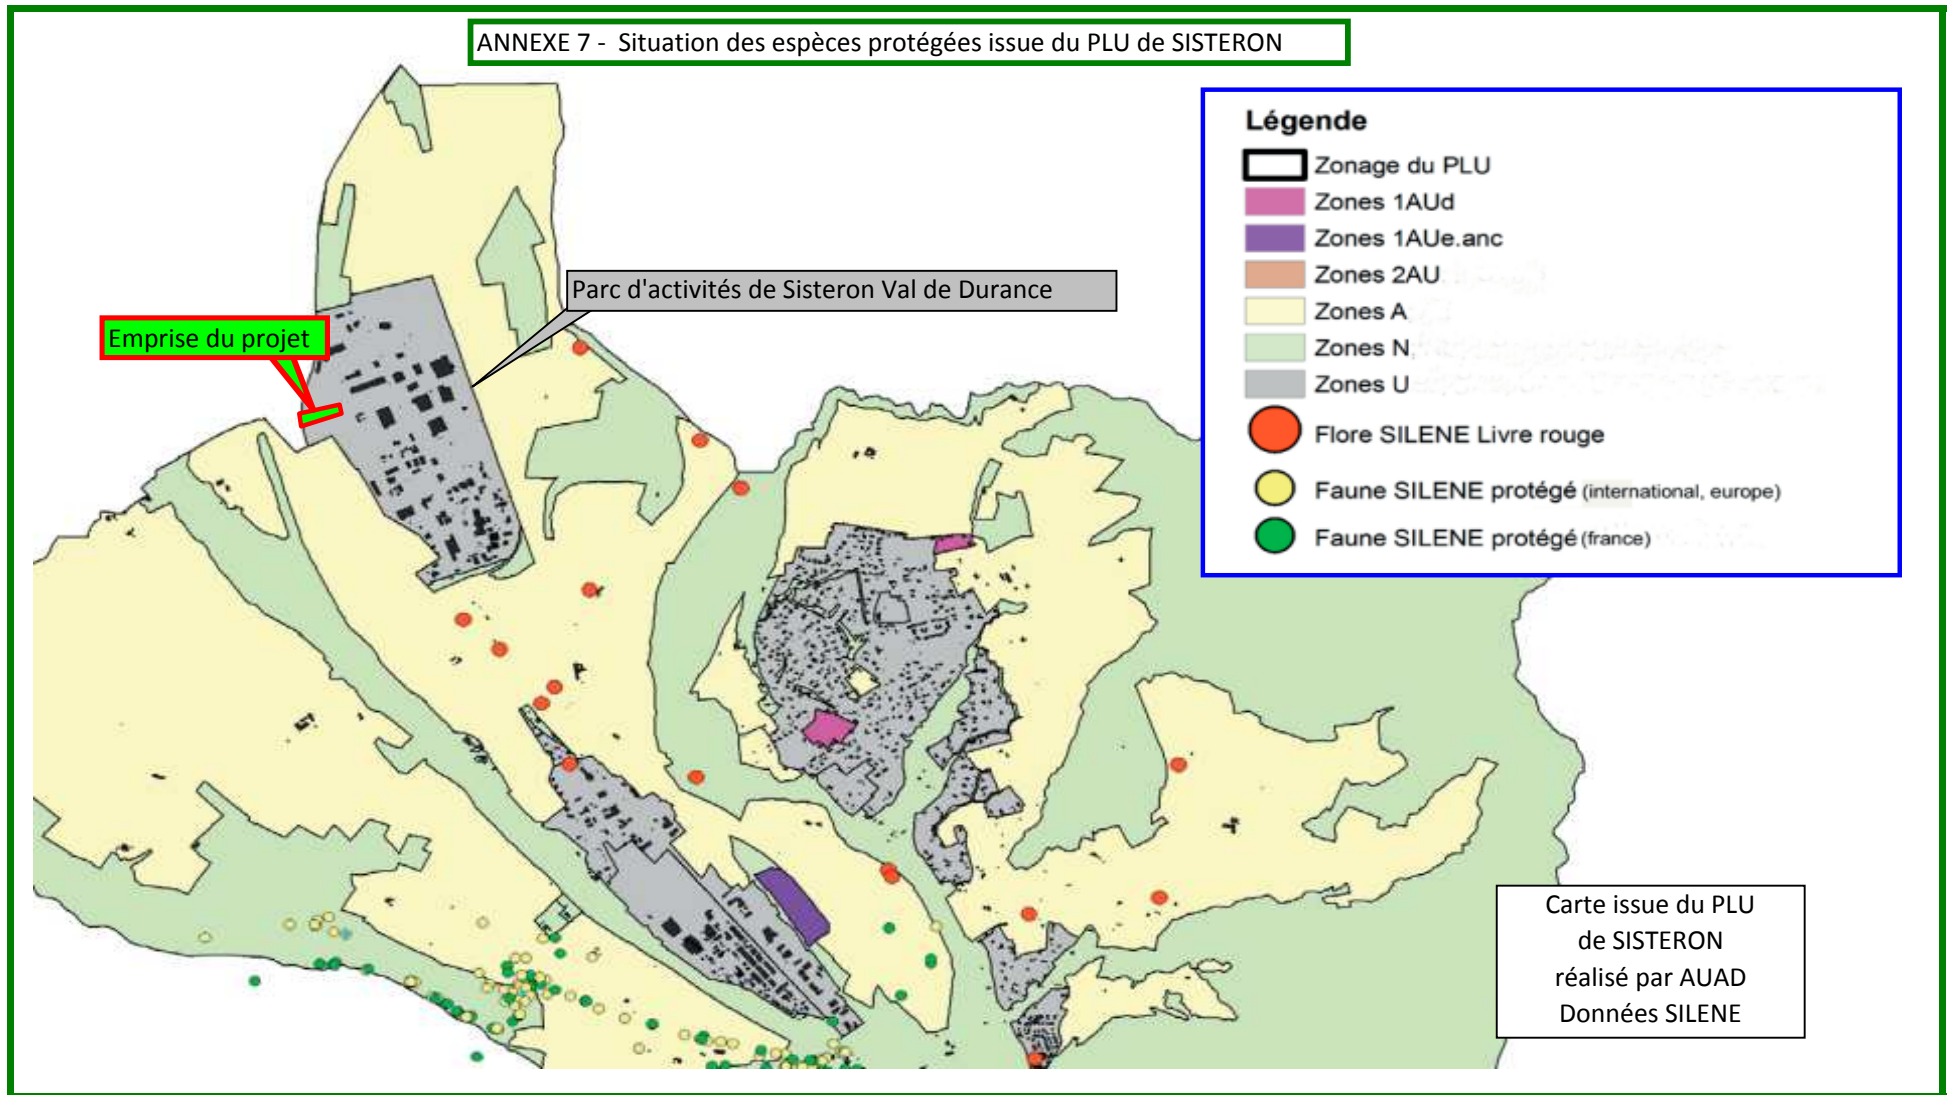 ANNEXE 7 - Situation des espèces protégées issue du PLU de SISTERON
Légende
Zonage du PLU
Zones 1AUd
Zones 1AUe.anc
Zones 2AU
Zones A
Zones N
Zones U
Flore SILENE Livre rouge
Faune SILENE protégé (international, europe)
Faune SILENE protégé (france)
Parc d'activités de Sisteron Val de Durance
Emprise du projet
Carte issue du PLU
de SISTERON
réalisé par AUAD
Données SILENE